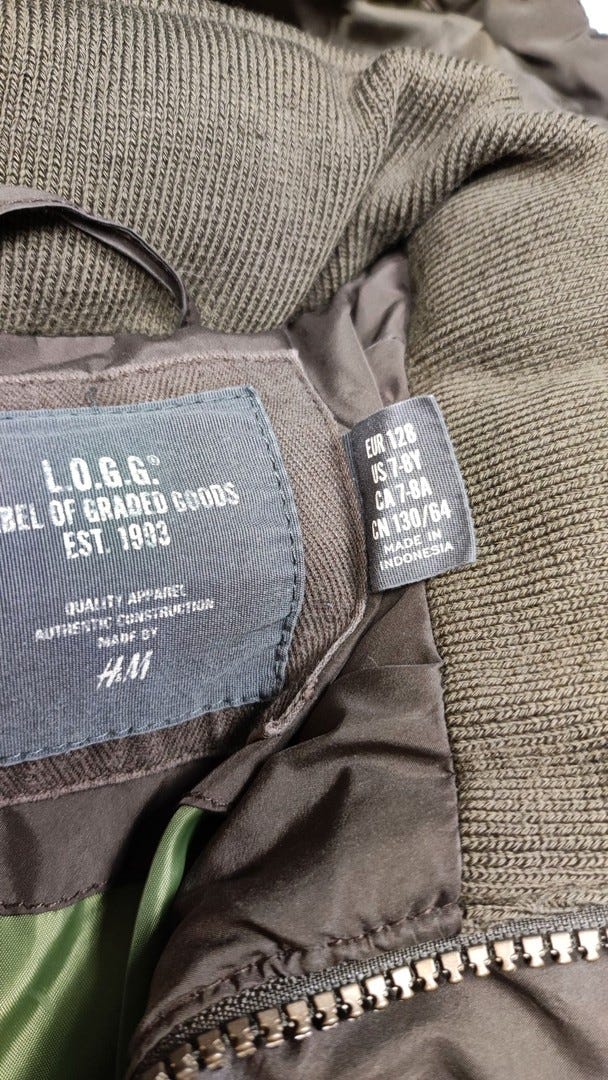 L.O.G.G.®
BEL OF GRADED GOODS
EST. 1993
QUALITY APPAREL
AUTHENTIC CONSTRUCTION
MADE BY
H&M
EUR 128
US 7-8Y
CA 7-8A
CN 130/64
MADE IN
INDONESIA